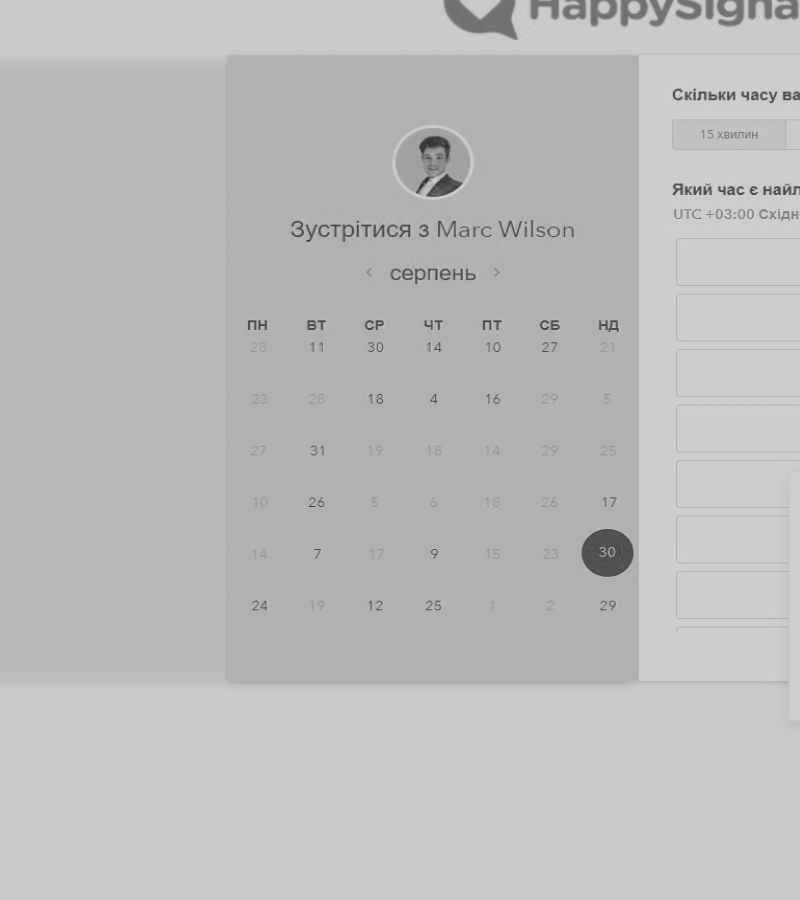 HappySigna
Зустрітися з Marc Wilson
серпень
ПН ВТ СР ЧТ ПТ СБ НД
28 11 30 14 10 27 21
23 28 18 4 16 29 5
27 31 19 18 14 29 25
10 26 5 6 18 26 17
14 7 17 9 15 23 30
24 19 12 25 1 2 29
Скільки часу ва
15 хвилин
Який час є найл
UTC +03:00 Східн